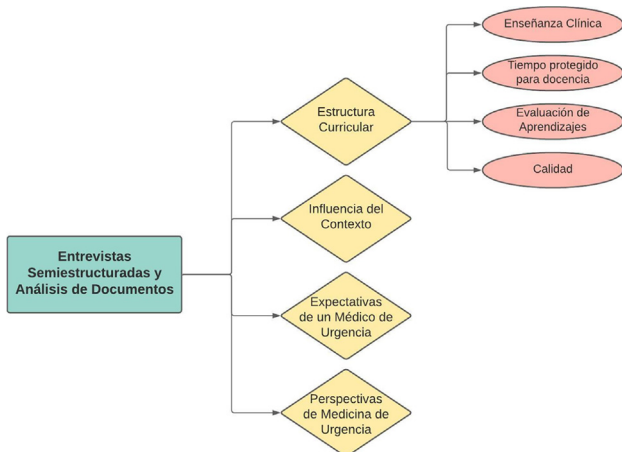 Enseñanza Clínica
Tiempo protegido
para docencia
Estructura
Curricular
Evaluación de
Aprendizajes
Calidad
Influencia del
Contexto
Entrevistas
Semiestructuradas y
Análisis de Documentos
Expectativas
de un Médico de
Urgencia
Perspectivas
de Medicina de
Urgencia